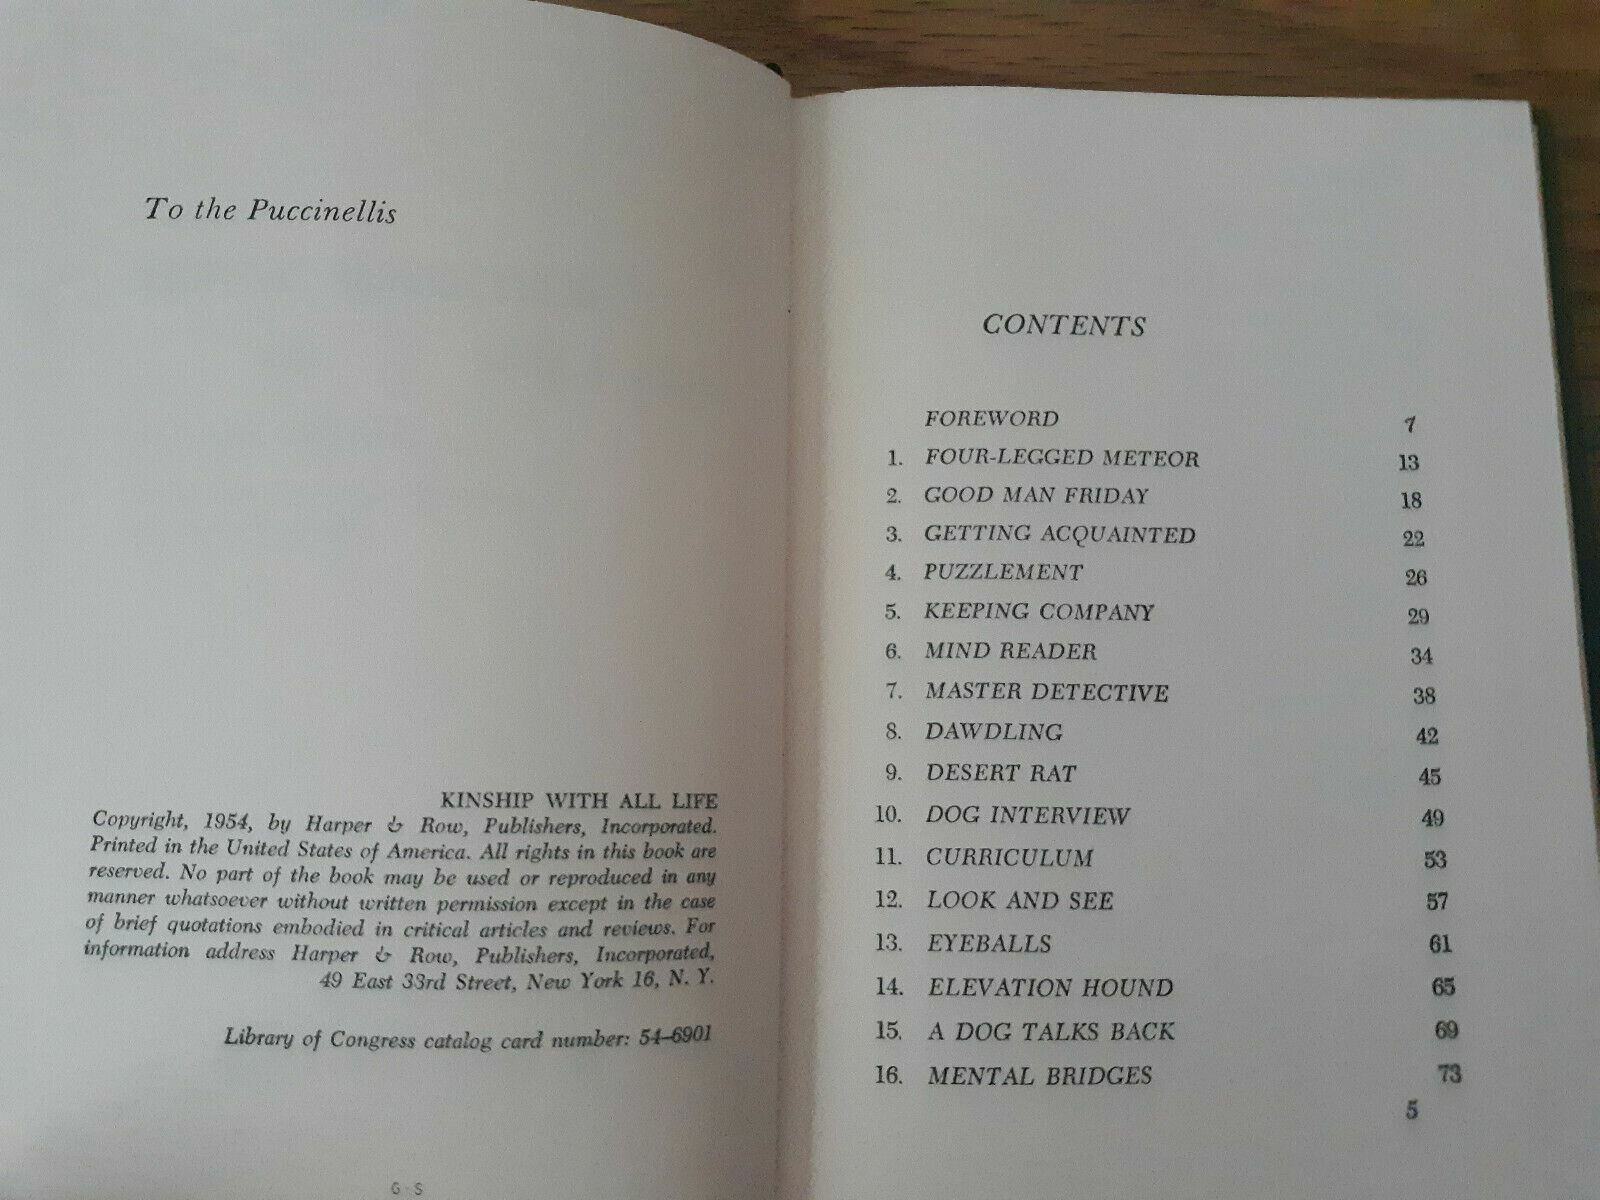 To the Puccinellis
KINSHIP WITH ALL LIFE
Copyright, 1954, by Harper & Row, Publishers, Incorporated.
Printed in the United States of America. All rights in this book are
reserved. No part of the book may be used or reproduced in any
manner whatsoever without written permission except in the case
of brief quotations embodied in critical articles and reviews. For
information address Harper & Row, Publishers, Incorporated,
49 East 33rd Street, New York 16, N. Y.
Library of Congress catalog card number: 54–6901
G-S
CONTENTS
FOREWORD 7
1. FOUR-LEGGED METEOR 13
2. GOOD MAN FRIDAY 18
3. GETTING ACQUAINTED 22
4. PUZZLEMENT 26
5. KEEPING COMPANY 29
6. MIND READER 34
7. MASTER DETECTIVE 38
8. DAWDLING 42
9. DESERT RAT 45
10. DOG INTERVIEW 49
11. CURRICULUM 53
12. LOOK AND SEE 57
13. EYEBALLS 61
14. ELEVATION HOUND 65
15. A DOG TALKS BACK 69
16. MENTAL BRIDGES 73
5